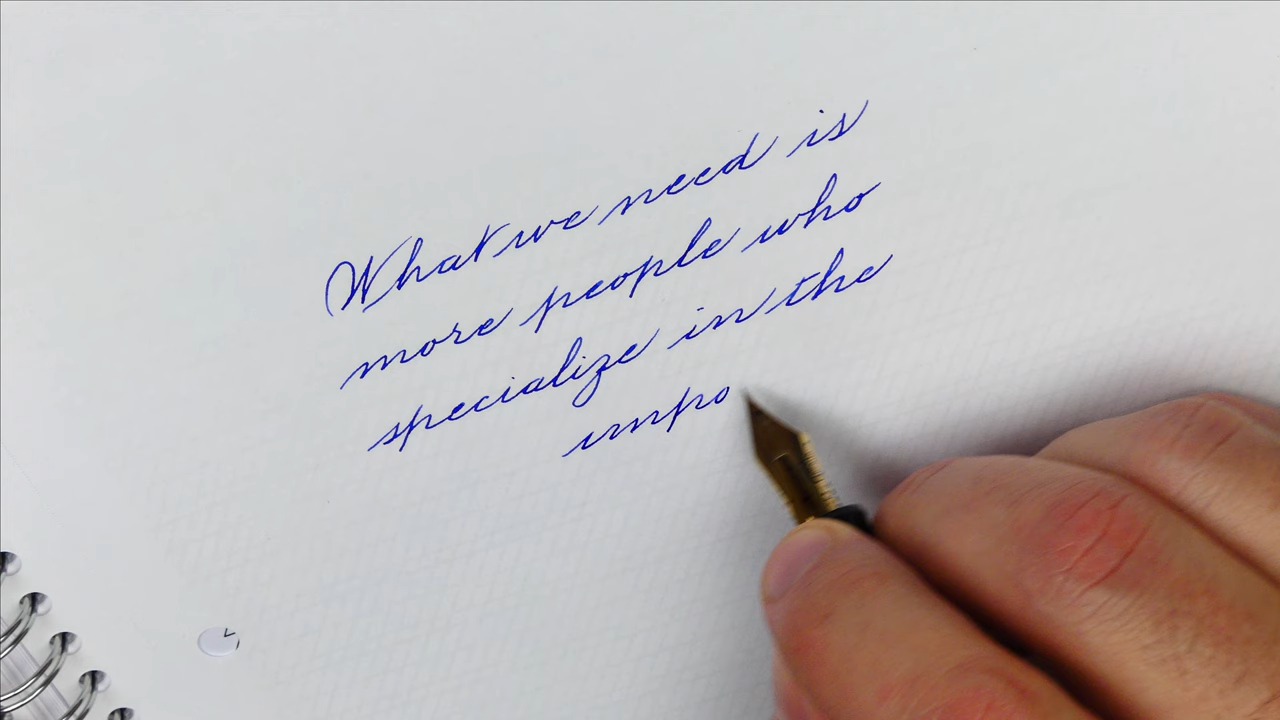 What we need is
more people who
specialize in the
impo